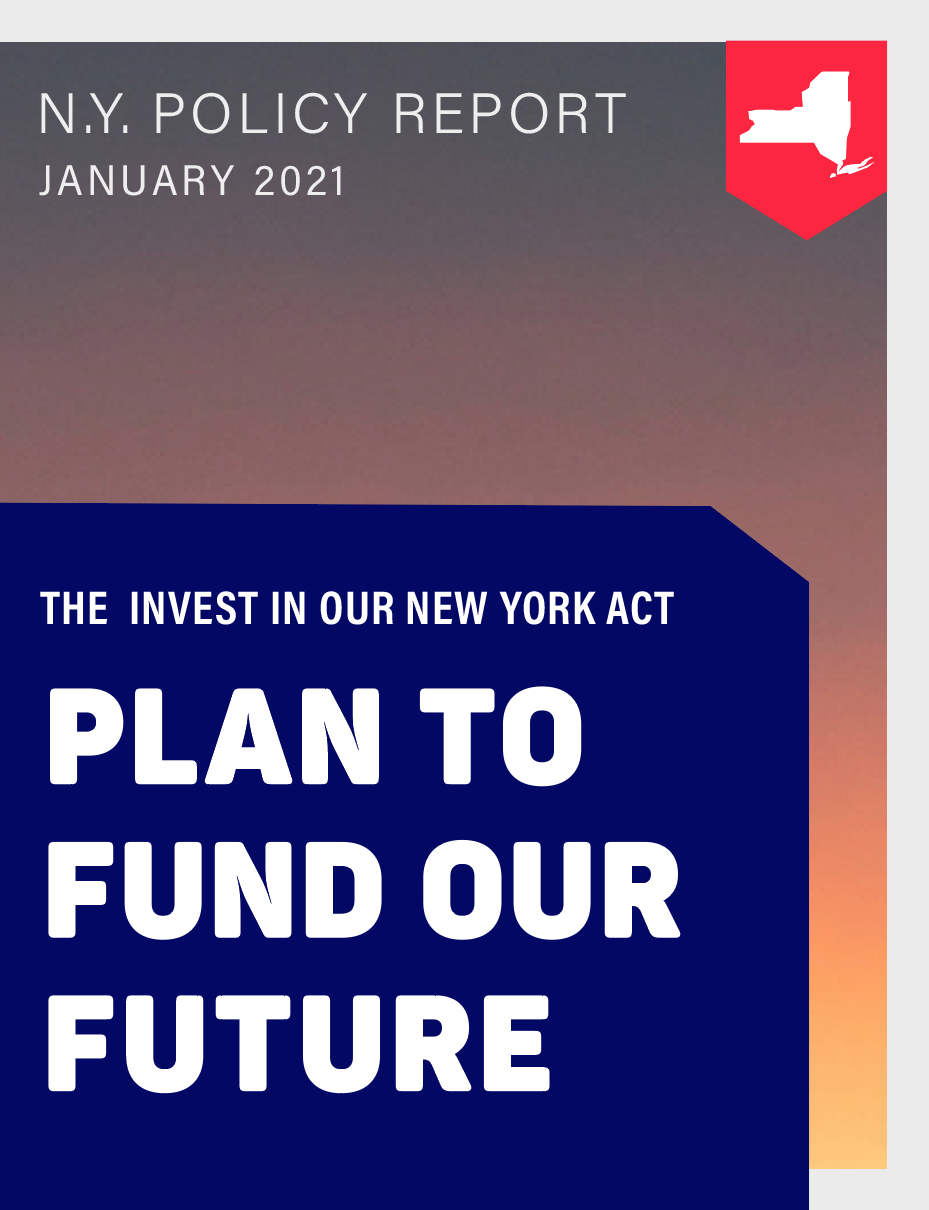 N.Y. POLICY REPORT
JANUARY 2021
THE INVEST IN OUR NEW YORK ACT
PLAN TO
FUND OUR
FUTURE